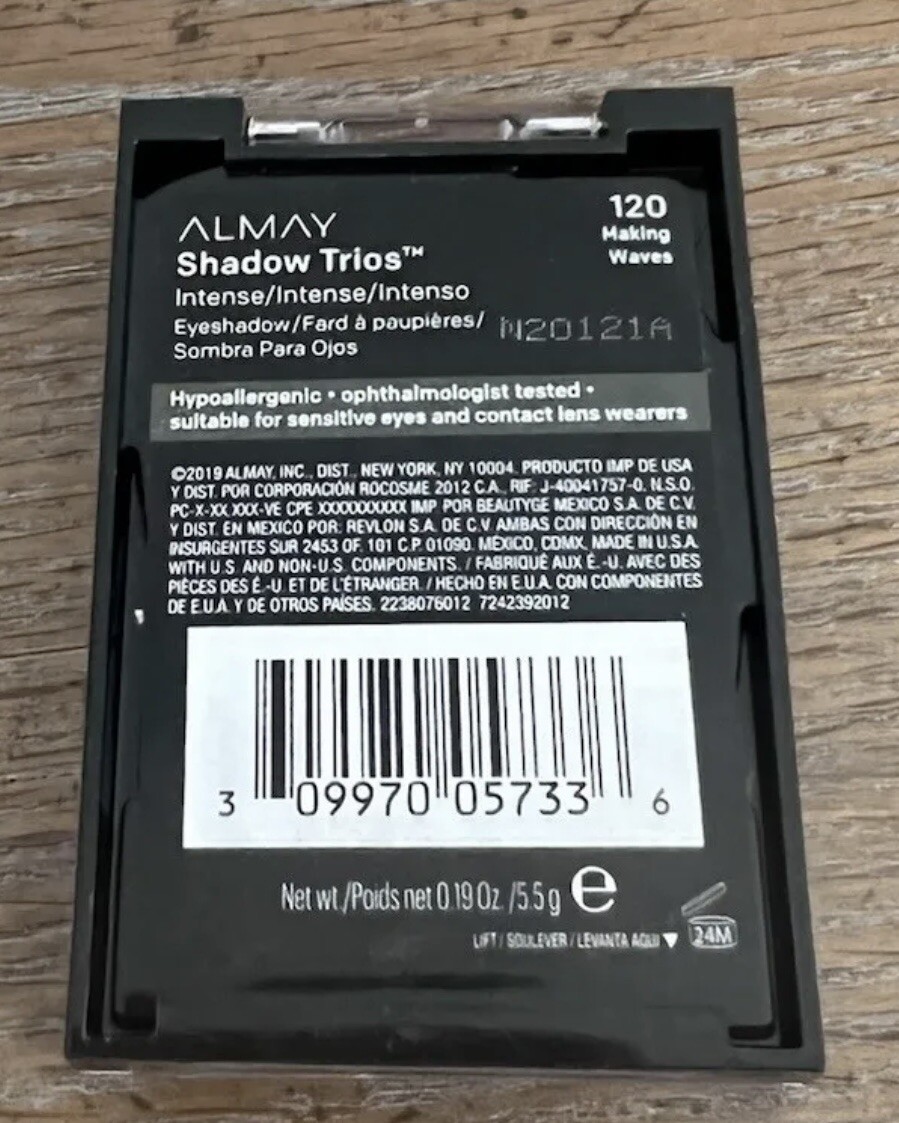 ALMAY
120
Shadow Trios™
Making
Waves
Intense/Intense/Intenso
Eyeshadow/Fard à paupières/
N20121A
Sombra Para Ojos
Hypoallergenic • ophthalmologist tested •
suitable for sensitive eyes and contact lens wearers
©2019 ALMAY, INC., DIST., NEW YORK, NY 10004. PRODUCTO IMP DE USA
Y DIST. POR CORPORACIÓN ROCOSME 2012 C.A., RIF: J-40041757-0. N.S.O.
PC-X-XX XXX-VE CPE XXXXXXXXXX IMP POR BEAUTYGE MEXICO S.A. DE C.V.
Y DIST. EN MEXICO POR: REVLON S.A. DE C.V. AMBAS CON DIRECCIÓN EN
INSURGENTES SUR 2453 OF. 101 C.P. 01090. MÉXICO, CDMX. MADE IN U.S.A.
WITH U.S. AND NON-U.S. COMPONENTS. / FABRIQUÉ AUX É.-U. AVEC DES
PIÈCES DES É.-U. ET DE L'ÉTRANGER. / HECHO EN E.U.A. CON COMPONENTES
DE E.U.A. Y DE OTROS PAÍSES. 2238076012 7242392012
3 09970 05733 6
Net wt./Poids net 0.19 Oz. /5.5 g e
LIFT / SOULEVER / LEVANTA AQUI ▼
24M